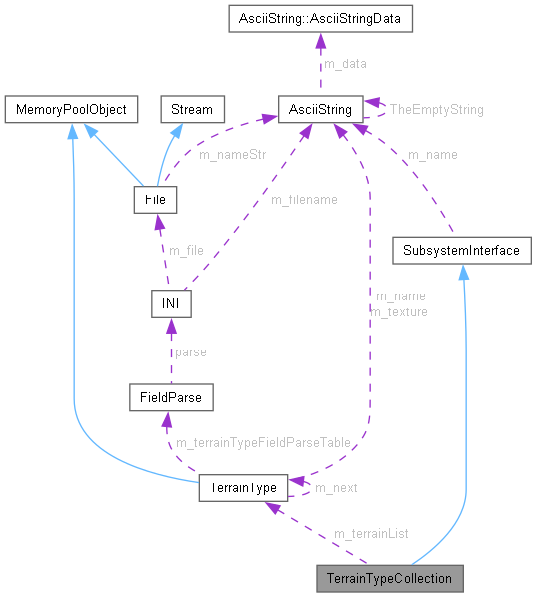 AsciiString::AsciiStringData
m_data
MemoryPoolObject
Stream
AsciiString
TheEmptyString
m_nameStr
m_name
File
m_filename
m_file
SubsystemInterface
INI
m_name
m_texture
parse
FieldParse
m_terrainTypeFieldParseTable
TerrainType
m_next
m_terrainList
TerrainTypeCollection